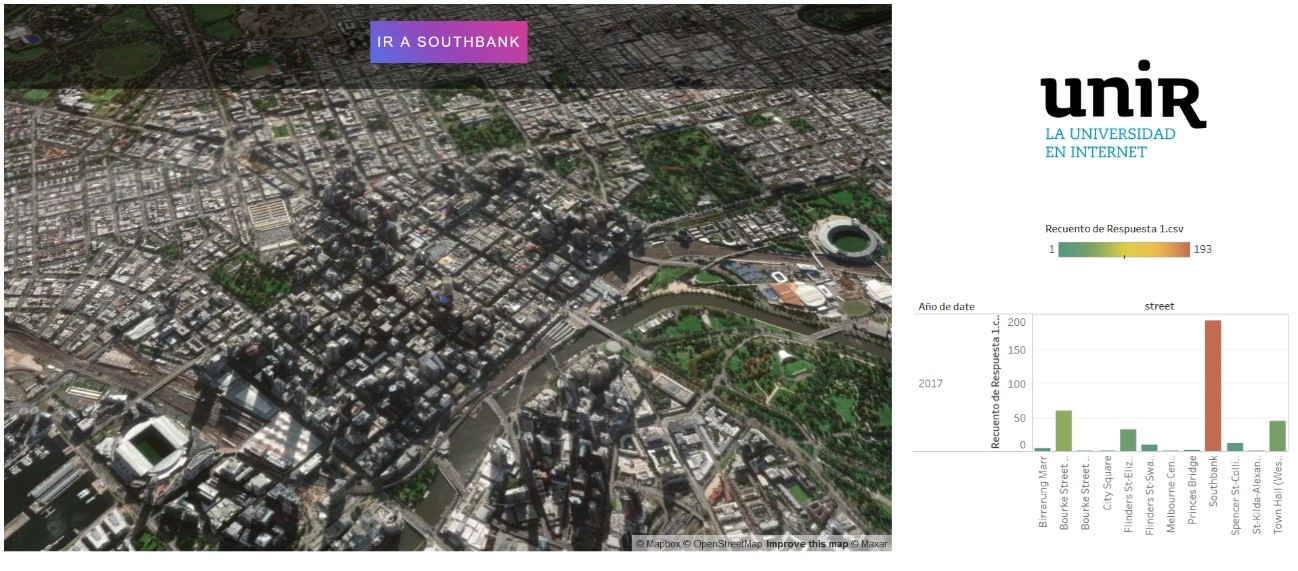 IR A SOUTHBANK
© Mapbox © OpenStreetMap Improve this map © Maxar
unir
LA UNIVERSIDAD
EN INTERNET
Recuento de Respuesta 1.csv
1
193
Año de date
street
2017
Recuento de Respuesta 1.c..
200
150
100
50
0
Birrarung Marr
Bourke Street ..
Bourke Street ..
City Square
Flinders St-Eliz..
Flinders St-Swa..
Melbourne Cen..
Princes Bridge
Southbank
Spencer St-Colli..
St-Kilda-Alexan..
Town Hall (Wes..